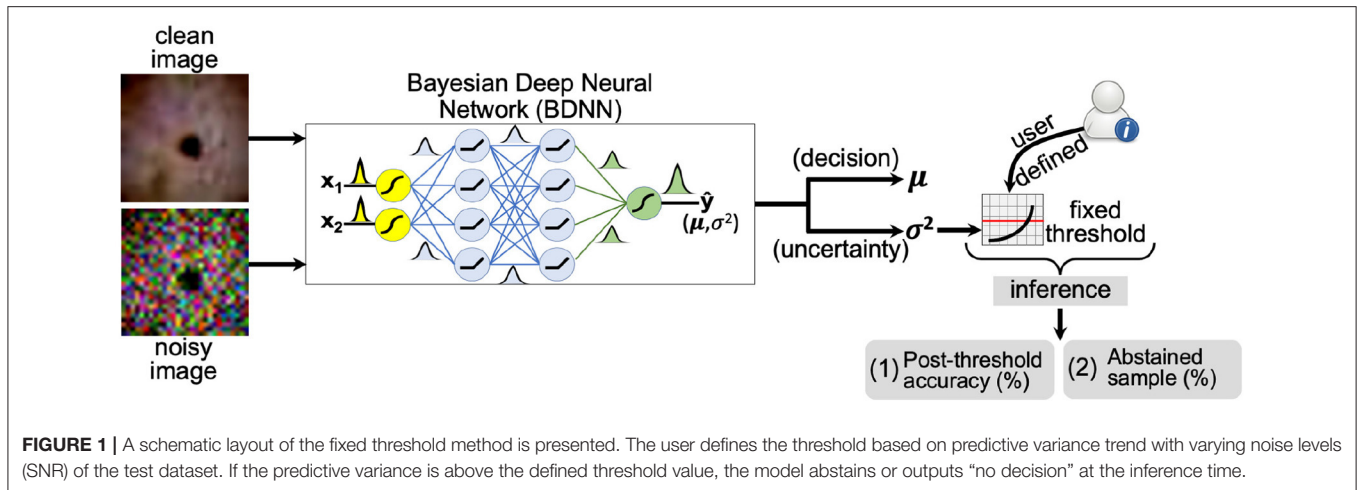 clean
image
Bayesian Deep Neural
Network (BDNN)
x₁
x₂
ŷ
(μ,σ²)
noisy
image
(decision)
μ
(uncertainty)
σ²
user
defined
i
fixed
threshold
inference
(1) Post-threshold
accuracy (%)
(2) Abstained
sample (%)
FIGURE 1 | A schematic layout of the fixed threshold method is presented. The user defines the threshold based on predictive variance trend with varying noise levels
(SNR) of the test dataset. If the predictive variance is above the defined threshold value, the model abstains or outputs “no decision” at the inference time.